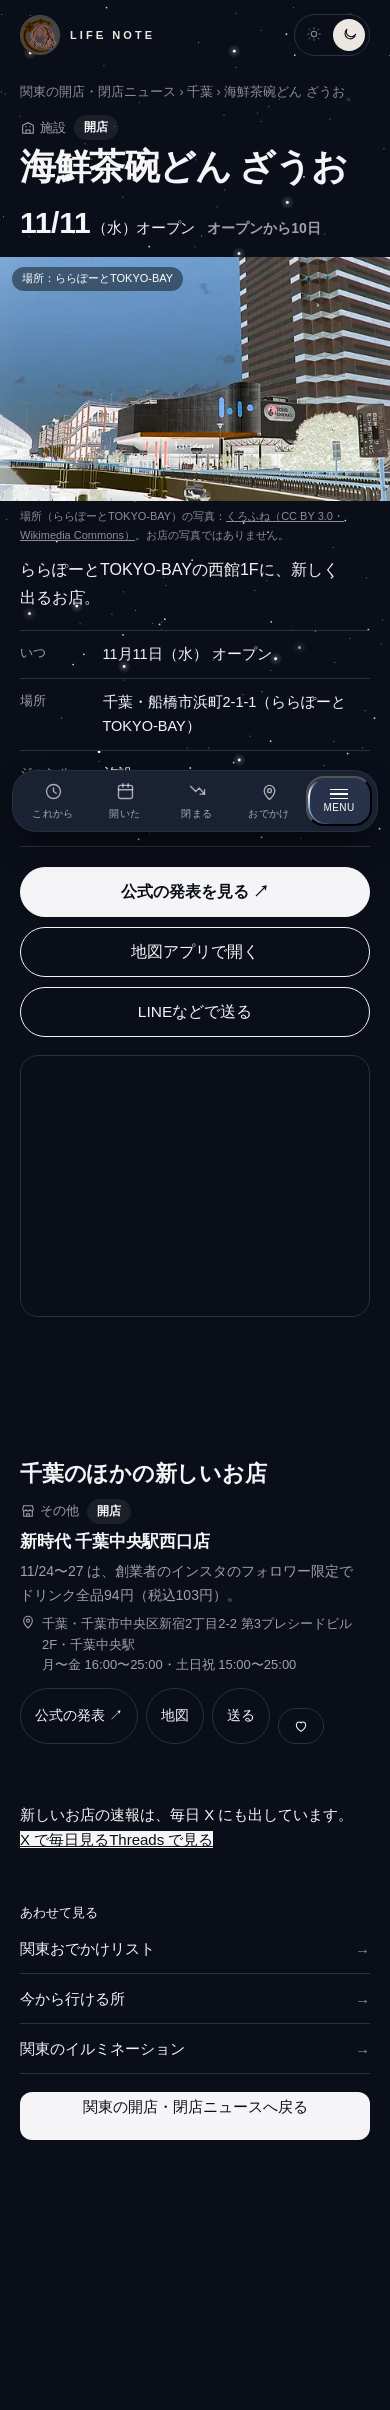 LIFE NOTE
関東の開店・閉店ニュース › 千葉 › 海鮮茶碗どん ざうお
施設 開店
海鮮茶碗どん ざうお
11/11（水）オープン オープンから10日
場所：ららぽーとTOKYO-BAY
場所（ららぽーとTOKYO-BAY）の写真：くろふね（CC BY 3.0・
Wikimedia Commons）。お店の写真ではありません。
ららぽーとTOKYO-BAYの西館1Fに、新しく
出るお店。
いつ 11月11日（水） オープン
場所 千葉・船橋市浜町2-1-1（ららぽーと
TOKYO-BAY）
これから 開いた 閉まる おでかけ MENU
公式の発表を見る ↗
地図アプリで開く
LINEなどで送る
千葉のほかの新しいお店
その他 開店
新時代 千葉中央駅西口店
11/24〜27 は、創業者のインスタのフォロワー限定で
ドリンク全品94円（税込103円）。
千葉・千葉市中央区新宿2丁目2-2 第3プレシードビル
2F・千葉中央駅
月〜金 16:00〜25:00・土日祝 15:00〜25:00
公式の発表 ↗ 地図 送る
新しいお店の速報は、毎日 X にも出しています。
X で毎日見るThreads で見る
あわせて見る
関東おでかけリスト →
今から行ける所 →
関東のイルミネーション →
関東の開店・閉店ニュースへ戻る